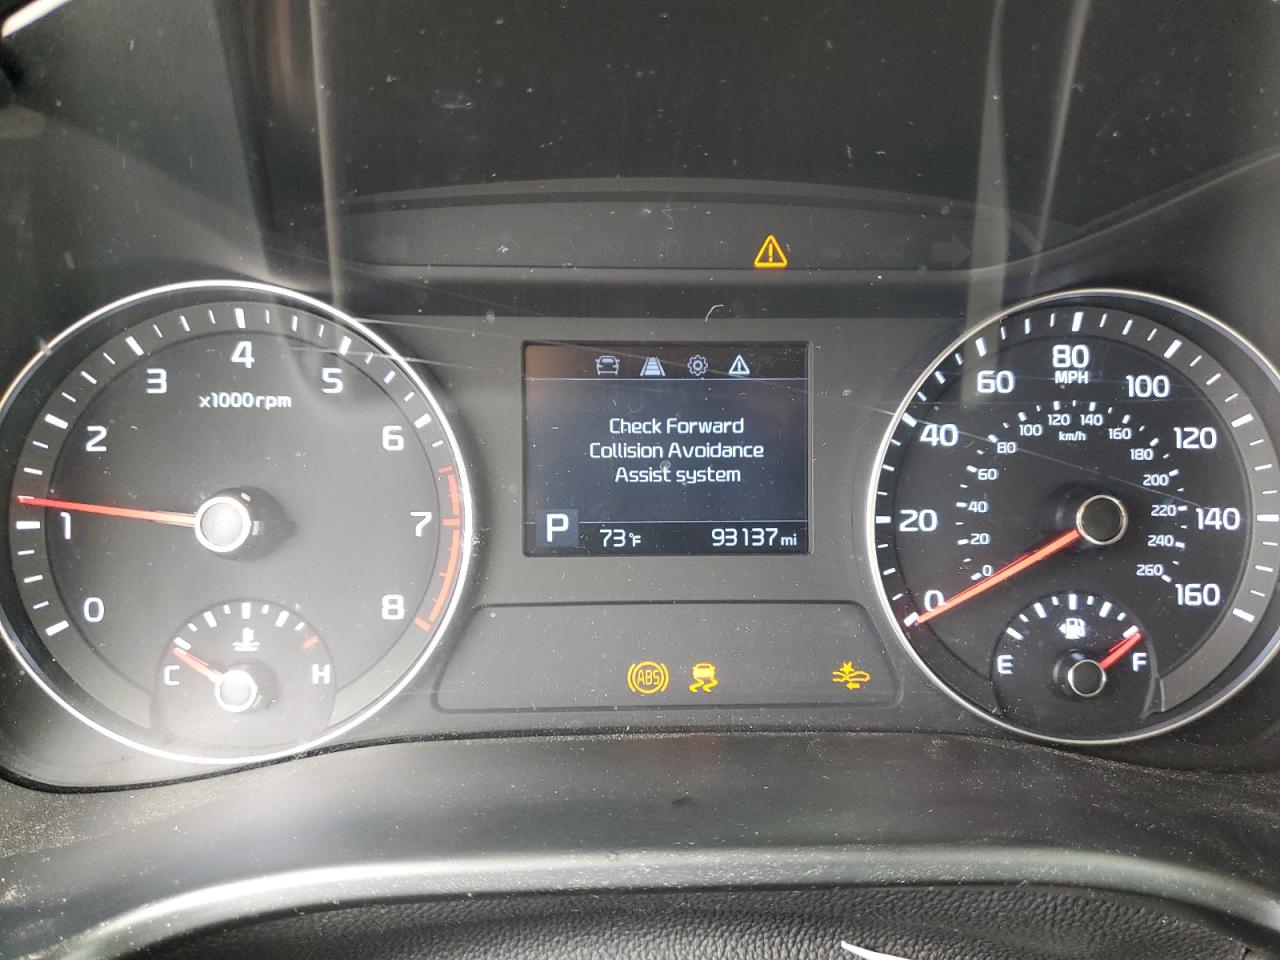 4
3
5
x1000rpm
2
6
1
7
0
8
C
H
Check Forward
Collision Avoidance
Assist system
P
73°F
93137 mi
ABS
80
MPH
60
100
120
140
100
km/h
160
40
120
80
180
60
200
40
220
20
140
20
240
0
260
0
160
E
F